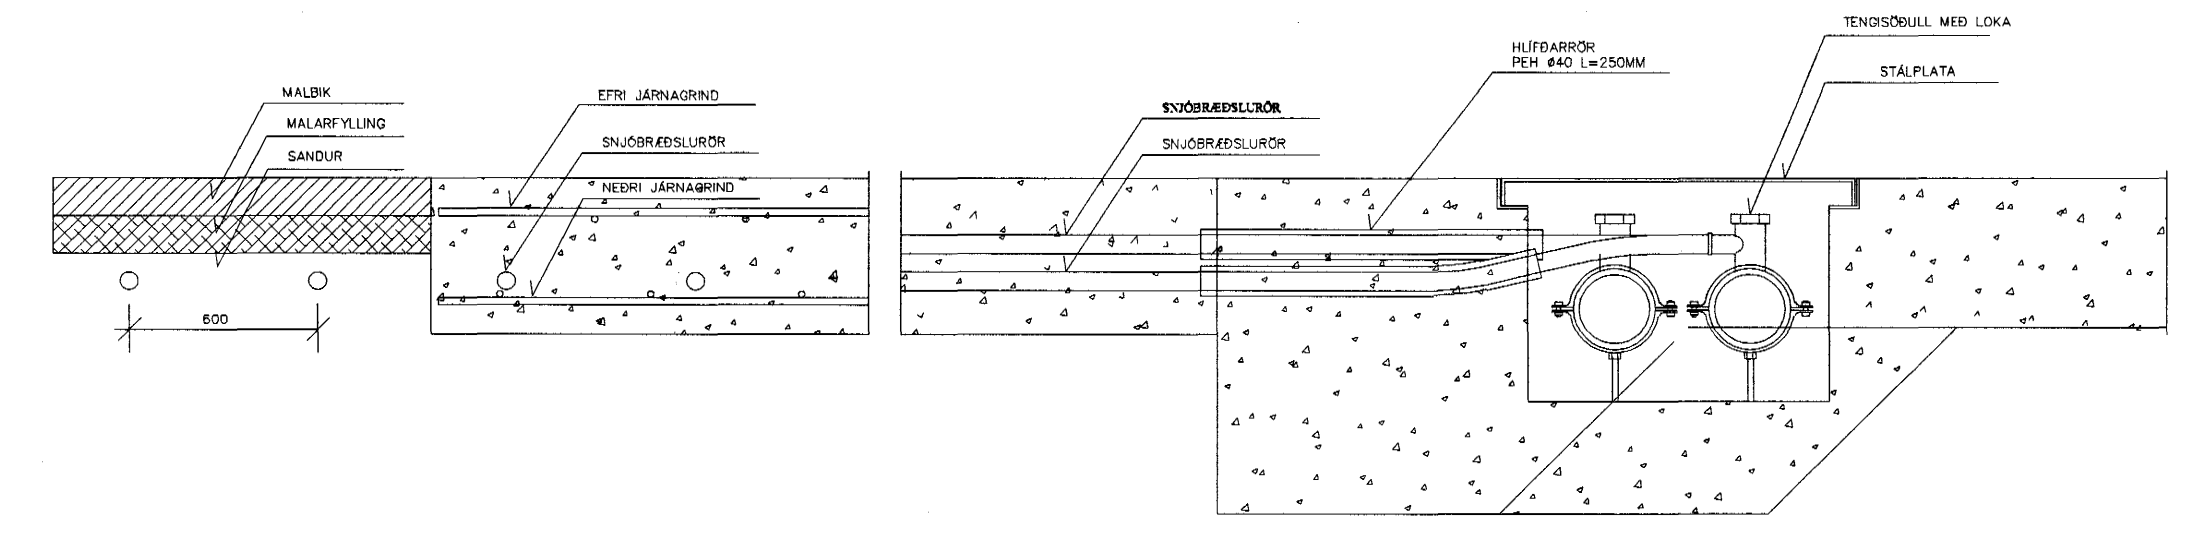 MALBIK
MALARFYLLING
SANDUR
600
EFRI JÁRNAGRIND
SNJÓBRÆÐSLURÖR
NEÐRI JÁRNAGRIND
SNJÓBRÆÐSLURÖR
SNJÓBRÆÐSLURÖR
HLÍFÐARRÖR
PEH Ø40 L=250MM
TENGISÖÐULL MEÐ LOKA
STÁLPLATA